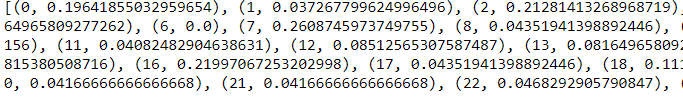 [(0, 0.19641855032959654), (1, 0.037267799624996496), (2, 0.21281413268968719),
64965809277262), (6, 0.0), (7, 0.2608745973749755), (8, 0.04351941398892446),
156), (11, 0.04082482904638631), (12, 0.08512565307587487), (13, 0.081649658092
815380508716), (16, 0.21997067253202998), (17, 0.04351941398892446), (18, 0.111
0, 0.04166666666666668), (21, 0.04166666666666668), (22, 0.0468292905790847), (